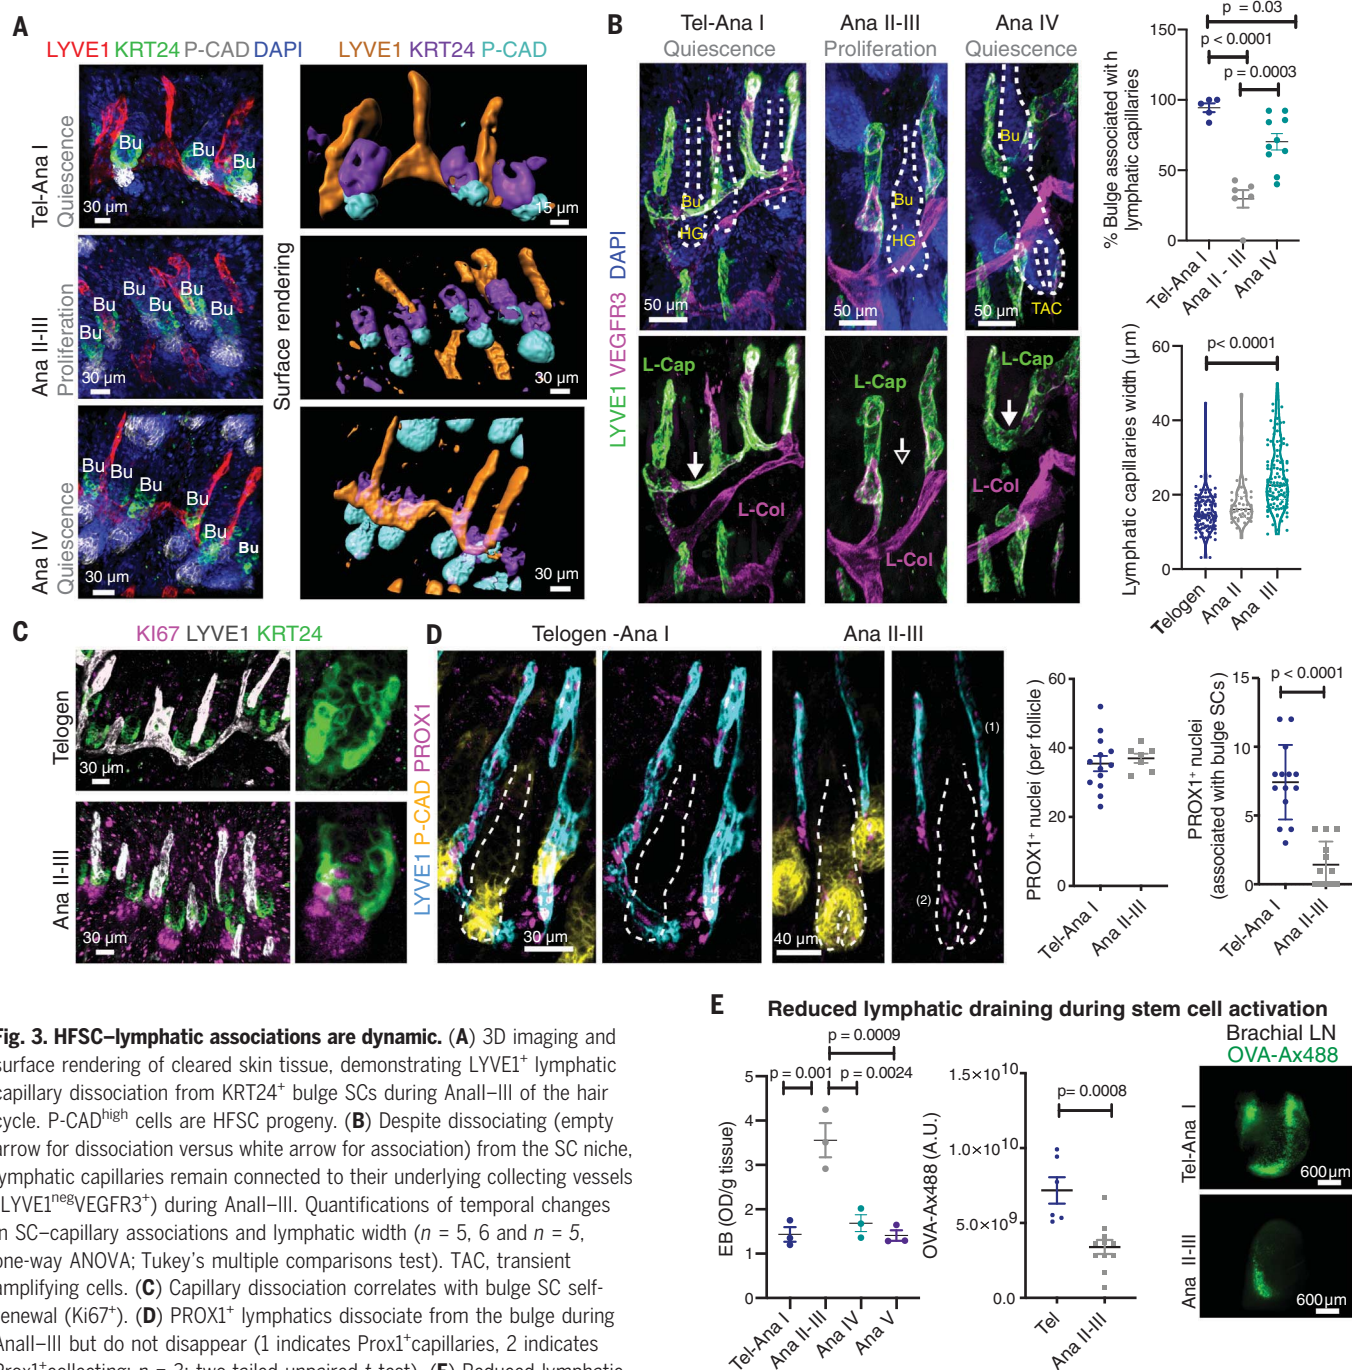 A
LYVE1 KRT24 P-CAD DAPI
LYVE1 KRT24 P-CAD
Tel-Ana I
Quiescence
Bu
Bu
Bu
30 µm
15 µm
Ana II-III
Proliferation
Bu
Bu
Bu
Bu
Bu
30 µm
30 µm
Surface rendering
Ana IV
Quiescence
Bu
Bu
Bu
Bu
Bu
Bu
30 µm
30 µm
B
Tel-Ana I
Ana II-III
Ana IV
Quiescence
Proliferation
Quiescence
LYVE1 VEGFR3 DAPI
Bu
HG
50 µm
Bu
HG
50 µm
Bu
TAC
50 µm
L-Cap
L-Col
L-Cap
L-Col
L-Cap
L-Col
% Bulge associated with
lymphatic capillaries
150
100
50
0
p = 0.03
p < 0.0001
p = 0.0003
Tel-Ana I
Ana II - III
Ana IV
Lymphatic capillaries width (µm)
60
40
20
0
p< 0.0001
Telogen
Ana II
Ana III
C
KI67 LYVE1 KRT24
Telogen
30 µm
Ana II-III
30 µm
D
Telogen -Ana I
Ana II-III
LYVE1 P-CAD PROX1
30 µm
40 µm
(1)
(2)
PROX1⁺ nuclei (per follicle)
60
40
20
0
Tel-Ana I
Ana II-III
PROX1⁺ nuclei
(associated with bulge SCs)
15
10
5
0
p < 0.0001
Tel-Ana I
Ana II-III
Fig. 3. HFSC–lymphatic associations are dynamic. (A) 3D imaging and
surface rendering of cleared skin tissue, demonstrating LYVE1⁺ lymphatic
capillary dissociation from KRT24⁺ bulge SCs during AnaII–III of the hair
cycle. P-CADʰⁱᵍʰ cells are HFSC progeny. (B) Despite dissociating (empty
arrow for dissociation versus white arrow for association) from the SC niche,
lymphatic capillaries remain connected to their underlying collecting vessels
(LYVE1ⁿᵉᵍVEGFR3⁺) during AnaII–III. Quantifications of temporal changes
in SC–capillary associations and lymphatic width (n = 5, 6 and n = 5,
one-way ANOVA; Tukey's multiple comparisons test). TAC, transient
amplifying cells. (C) Capillary dissociation correlates with bulge SC self-
renewal (Ki67⁺). (D) PROX1⁺ lymphatics dissociate from the bulge during
AnaII–III but do not disappear (1 indicates Prox1⁺capillaries, 2 indicates
Prox1⁺collecting; n = 3; two-tailed unpaired t test). (E) Reduced lymphatic
E
Reduced lymphatic draining during stem cell activation
EB (OD/g tissue)
5
4
3
2
1
0
p = 0.0009
p = 0.001
p = 0.0024
Tel-Ana I
Ana II-III
Ana IV
Ana V
OVA-Ax488 (A.U.)
1.5×10¹⁰
1.0×10¹⁰
5.0×10⁹
0.0
p= 0.0008
Tel
Ana II-III
Brachial LN
OVA-Ax488
Tel-Ana I
600µm
Ana II-III
600µm